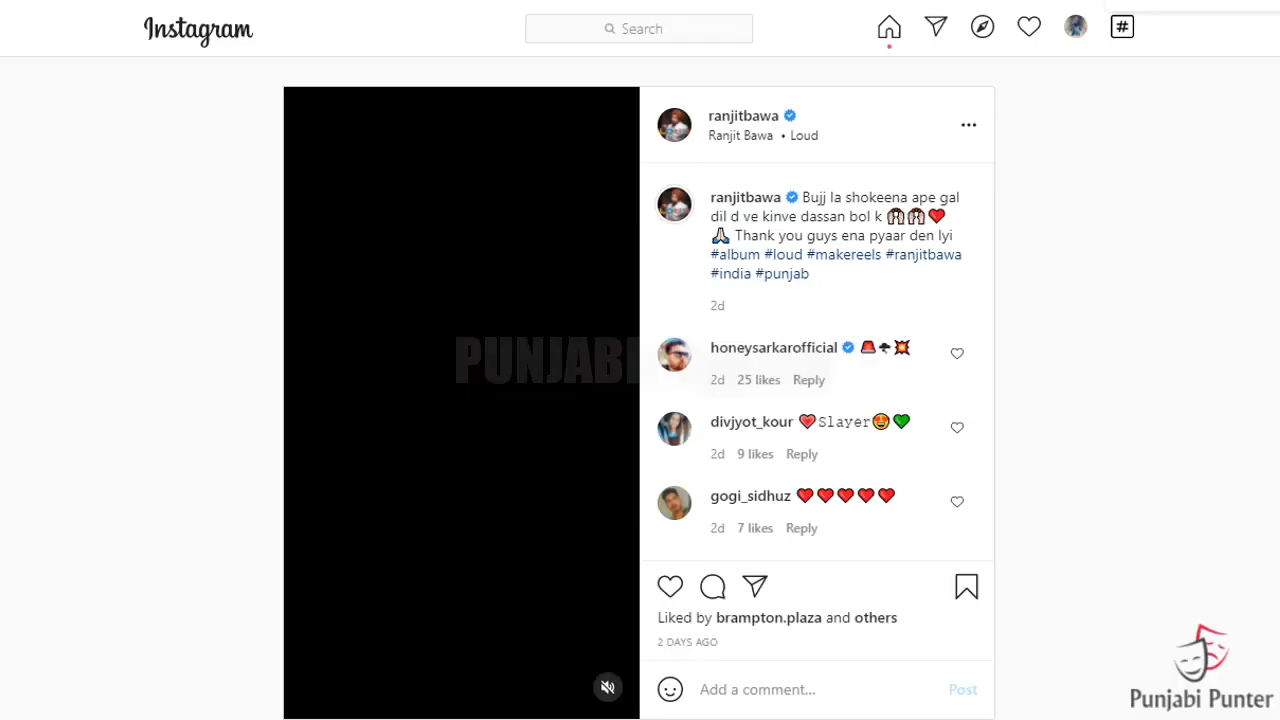 Instagram
Search
#
ranjitbawa
Ranjit Bawa • Loud
ranjitbawa Bujj la shokeena ape gal
dil d ve kinve dassan bol k 🙌🙌❤️
🙏 Thank you guys ena pyaar den lyi
#album #loud #makereels #ranjitbawa
#india #punjab
2d
honeysarkarofficial 🚨🌪💥
2d 25 likes Reply
divjyot_kour 💗Slayer😍💚
2d 9 likes Reply
gogi_sidhuz ❤️❤️❤️❤️❤️
2d 7 likes Reply
PUNJABI
Liked by brampton.plaza and others
2 DAYS AGO
Add a comment... Post
Punjabi Punter